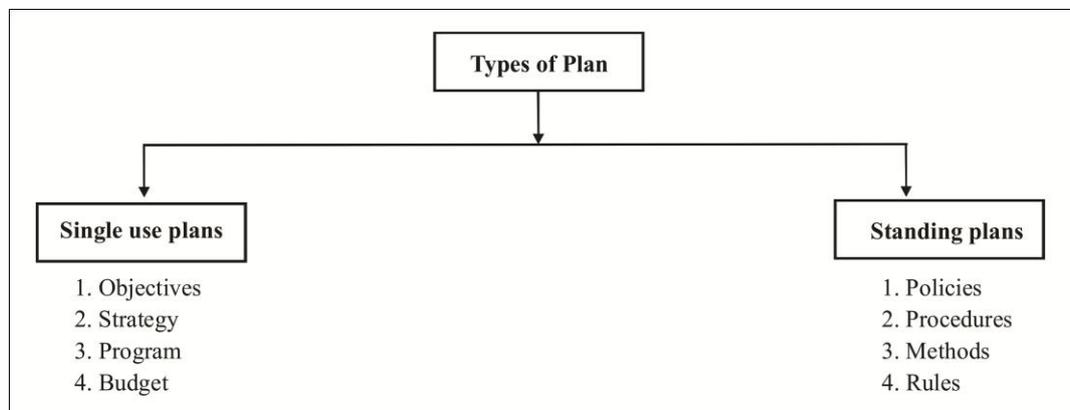 Types of Plan
Single use plans
1. Objectives
2. Strategy
3. Program
4. Budget
Standing plans
1. Policies
2. Procedures
3. Methods
4. Rules